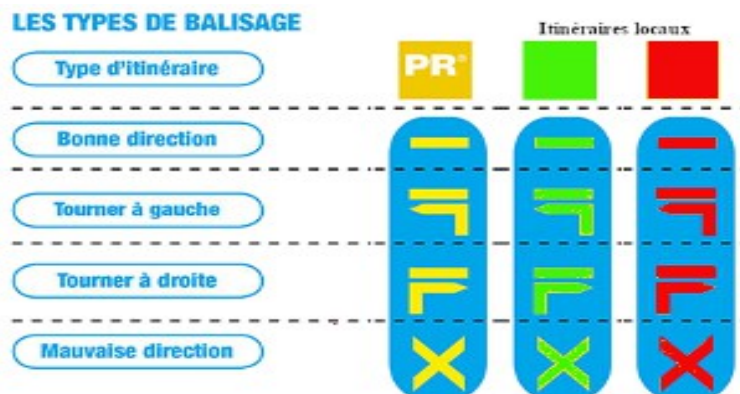 LES TYPES DE BALISAGE
Itinéraires locaux
Type d'itinéraire
PR®
Bonne direction
Tourner à gauche
Tourner à droite
Mauvaise direction